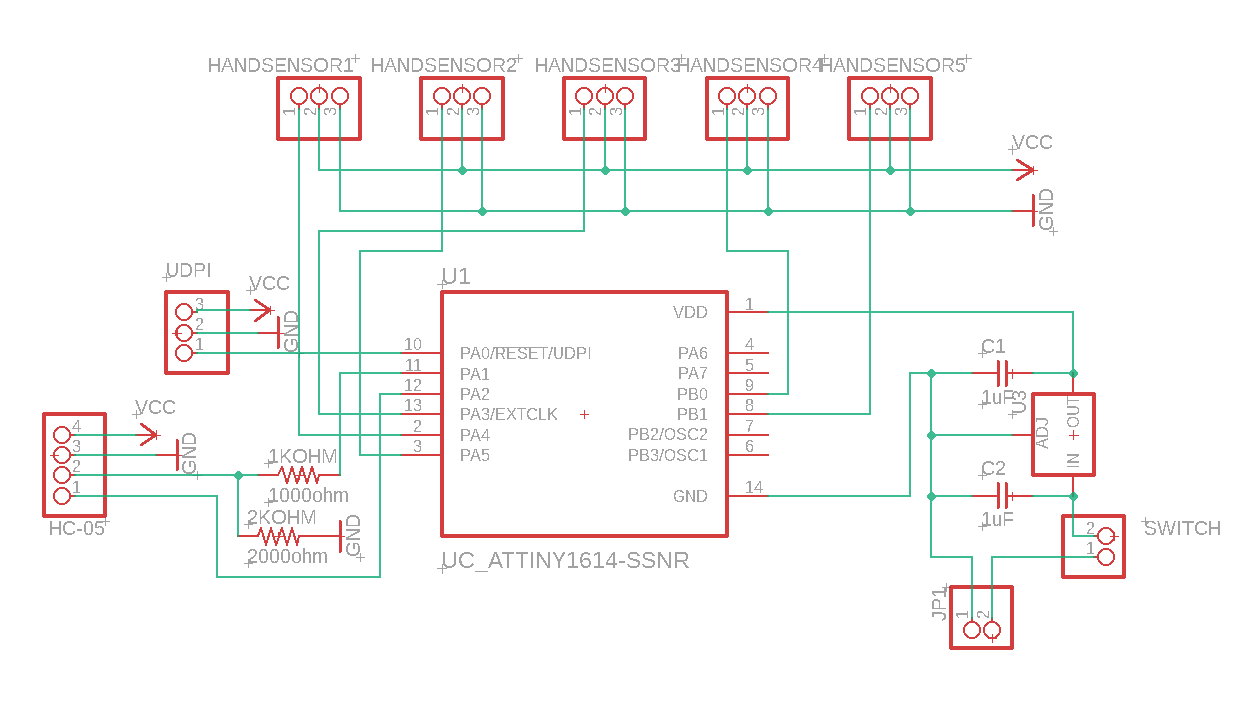 HANDSENSOR1
HANDSENSOR2
HANDSENSOR3
HANDSENSOR4
HANDSENSOR5
1 2 3
1 2 3
1 2 3
1 2 3
1 2 3
VCC
GND
UDPI
VCC
3
2
1
GND
U1
VDD 1
10 PA0/RESET/UDPI
PA6 4
11 PA1
PA7 5
12 PA2
PB0 9
13 PA3/EXTCLK
PB1 8
2 PA4
PB2/OSC2 7
3 PA5
PB3/OSC1 6
GND 14
UC_ATTINY1614-SSNR
C1
1uF
U3
ADJ
IN
OUT
C2
1uF
VCC
4
3
2
1
GND
HC-05
1KOHM
1000ohm
2KOHM
2000ohm
GND
2
1
SWITCH
JP1
1
2